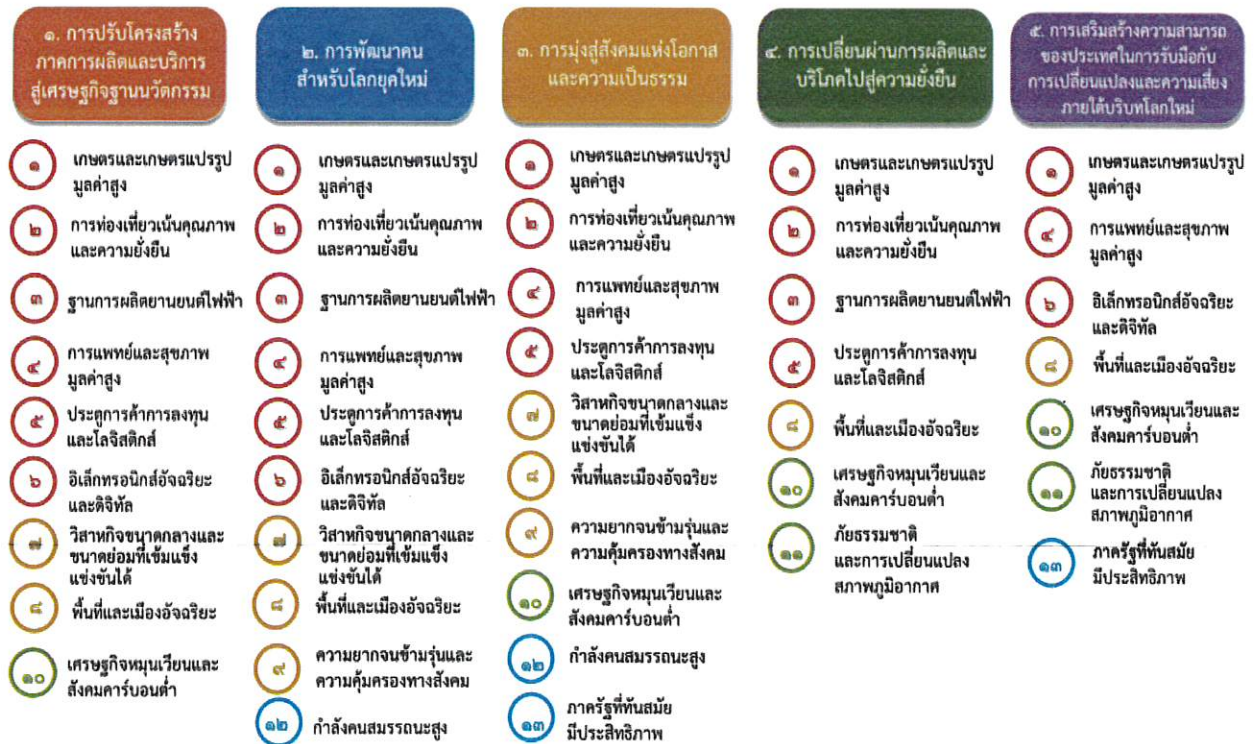 ๑. การปรับโครงสร้าง
ภาคการผลิตและบริการ
สู่เศรษฐกิจฐานนวัตกรรม
๑
เกษตรและเกษตรแปรรูป
มูลค่าสูง
๒
การท่องเที่ยวเน้นคุณภาพ
และความยั่งยืน
๓
ฐานการผลิตยานยนต์ไฟฟ้า
๔
การแพทย์และสุขภาพ
มูลค่าสูง
๕
ประตูการค้าการลงทุน
และโลจิสติกส์
๖
อิเล็กทรอนิกส์อัจฉริยะ
และดิจิทัล
๗
วิสาหกิจขนาดกลางและ
ขนาดย่อมที่เข้มแข็ง
แข่งขันได้
๘
พื้นที่และเมืองอัจฉริยะ
๑๐
เศรษฐกิจหมุนเวียนและ
สังคมคาร์บอนต่ำ
๒. การพัฒนาคน
สำหรับโลกยุคใหม่
๑
เกษตรและเกษตรแปรรูป
มูลค่าสูง
๒
การท่องเที่ยวเน้นคุณภาพ
และความยั่งยืน
๓
ฐานการผลิตยานยนต์ไฟฟ้า
๔
การแพทย์และสุขภาพ
มูลค่าสูง
๕
ประตูการค้าการลงทุน
และโลจิสติกส์
๖
อิเล็กทรอนิกส์อัจฉริยะ
และดิจิทัล
๗
วิสาหกิจขนาดกลางและ
ขนาดย่อมที่เข้มแข็ง
แข่งขันได้
๘
พื้นที่และเมืองอัจฉริยะ
๙
ความยากจนข้ามรุ่นและ
ความคุ้มครองทางสังคม
๑๒
กำลังคนสมรรถนะสูง
๓. การมุ่งสู่สังคมแห่งโอกาส
และความเป็นธรรม
๑
เกษตรและเกษตรแปรรูป
มูลค่าสูง
๒
การท่องเที่ยวเน้นคุณภาพ
และความยั่งยืน
๔
การแพทย์และสุขภาพ
มูลค่าสูง
๕
ประตูการค้าการลงทุน
และโลจิสติกส์
๗
วิสาหกิจขนาดกลางและ
ขนาดย่อมที่เข้มแข็ง
แข่งขันได้
๘
พื้นที่และเมืองอัจฉริยะ
๙
ความยากจนข้ามรุ่นและ
ความคุ้มครองทางสังคม
๑๐
เศรษฐกิจหมุนเวียนและ
สังคมคาร์บอนต่ำ
๑๒
กำลังคนสมรรถนะสูง
๑๓
ภาครัฐที่ทันสมัย
มีประสิทธิภาพ
๔. การเปลี่ยนผ่านการผลิตและ
บริโภคไปสู่ความยั่งยืน
๑
เกษตรและเกษตรแปรรูป
มูลค่าสูง
๒
การท่องเที่ยวเน้นคุณภาพ
และความยั่งยืน
๓
ฐานการผลิตยานยนต์ไฟฟ้า
๕
ประตูการค้าการลงทุน
และโลจิสติกส์
๘
พื้นที่และเมืองอัจฉริยะ
๑๐
เศรษฐกิจหมุนเวียนและ
สังคมคาร์บอนต่ำ
๑๑
ภัยธรรมชาติ
และการเปลี่ยนแปลง
สภาพภูมิอากาศ
๕. การเสริมสร้างความสามารถ
ของประเทศในการรับมือกับ
การเปลี่ยนแปลงและความเสี่ยง
ภายใต้บริบทโลกใหม่
๑
เกษตรและเกษตรแปรรูป
มูลค่าสูง
๔
การแพทย์และสุขภาพ
มูลค่าสูง
๖
อิเล็กทรอนิกส์อัจฉริยะ
และดิจิทัล
๘
พื้นที่และเมืองอัจฉริยะ
๑๐
เศรษฐกิจหมุนเวียนและ
สังคมคาร์บอนต่ำ
๑๑
ภัยธรรมชาติ
และการเปลี่ยนแปลง
สภาพภูมิอากาศ
๑๓
ภาครัฐที่ทันสมัย
มีประสิทธิภาพ